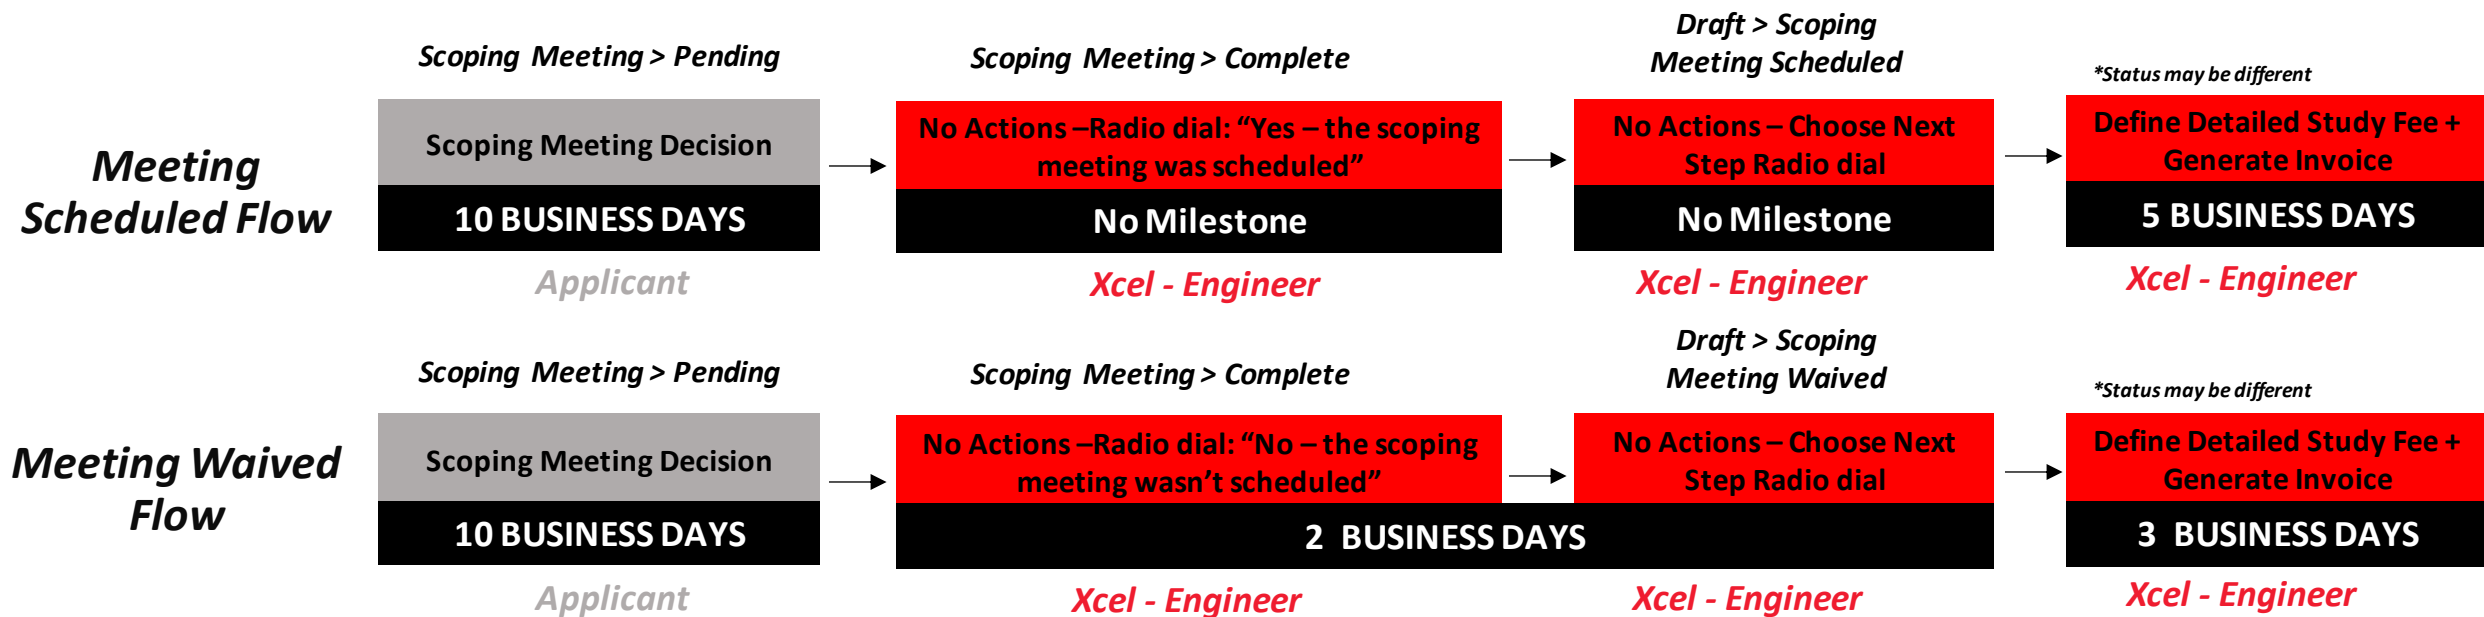 Scoping Meeting > Pending
Scoping Meeting > Complete
Draft > Scoping
Meeting Scheduled
*Status may be different
Meeting
Scheduled Flow
Scoping Meeting Decision
10 BUSINESS DAYS
Applicant
No Actions –Radio dial: “Yes – the scoping
meeting was scheduled”
No Milestone
Xcel - Engineer
No Actions – Choose Next
Step Radio dial
No Milestone
Xcel - Engineer
Define Detailed Study Fee +
Generate Invoice
5 BUSINESS DAYS
Xcel - Engineer
Scoping Meeting > Pending
Scoping Meeting > Complete
Draft > Scoping
Meeting Waived
*Status may be different
Meeting Waived
Flow
Scoping Meeting Decision
10 BUSINESS DAYS
Applicant
No Actions –Radio dial: “No – the scoping
meeting wasn’t scheduled”
No Actions – Choose Next
Step Radio dial
2 BUSINESS DAYS
Xcel - Engineer
Xcel - Engineer
Define Detailed Study Fee +
Generate Invoice
3 BUSINESS DAYS
Xcel - Engineer